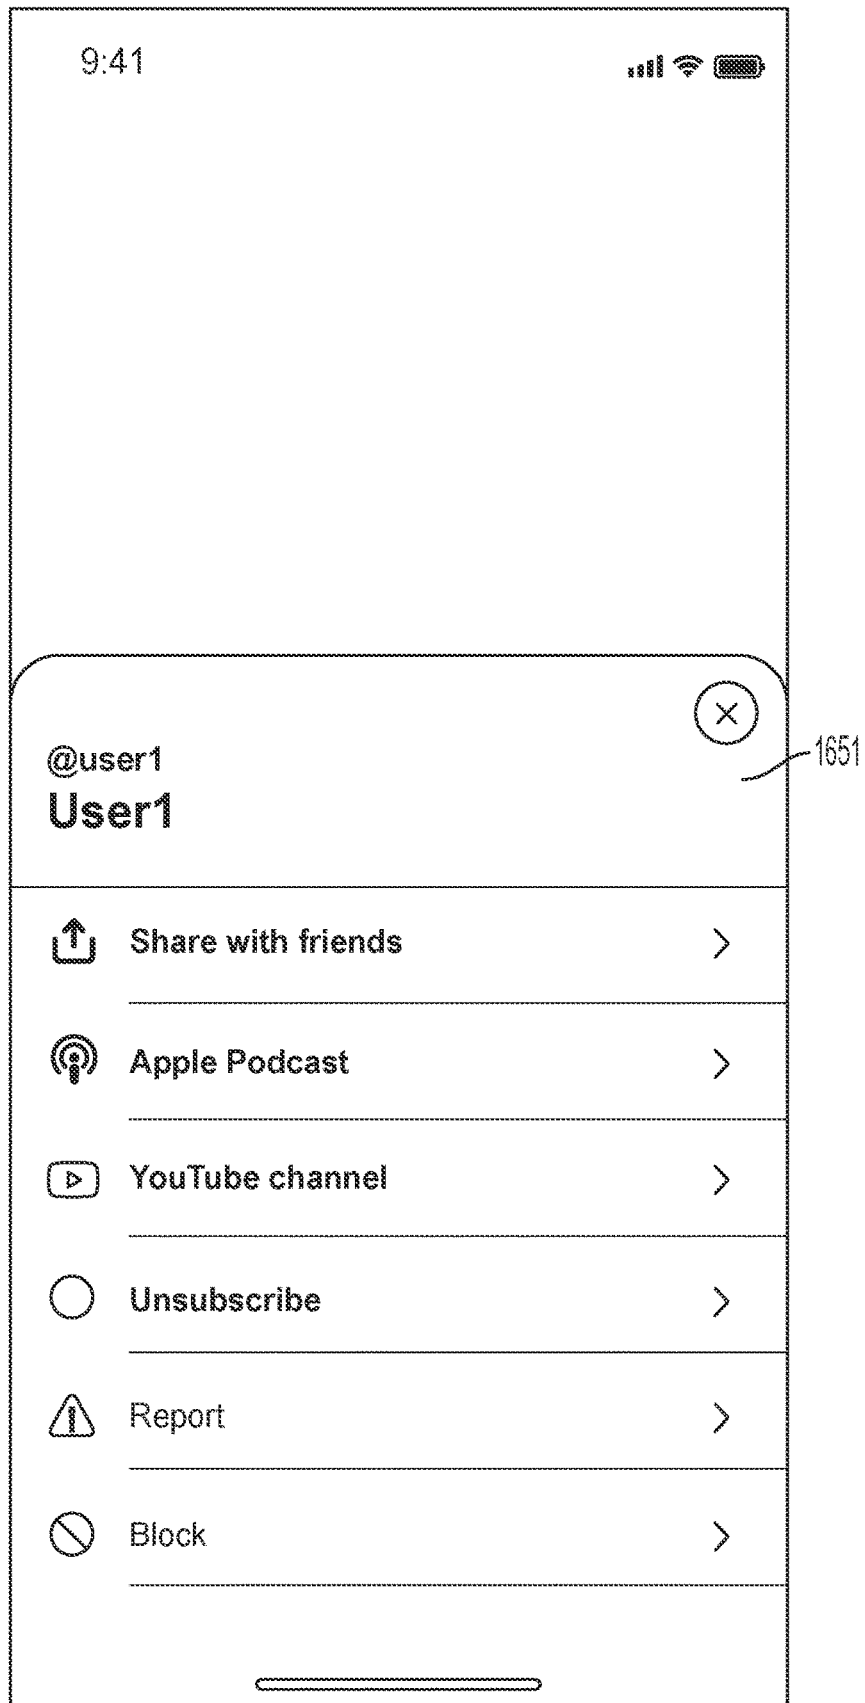 9:41
@user1
1651
User1
Share with friends
Apple Podcast
YouTube channel
Unsubscribe
Report
Block